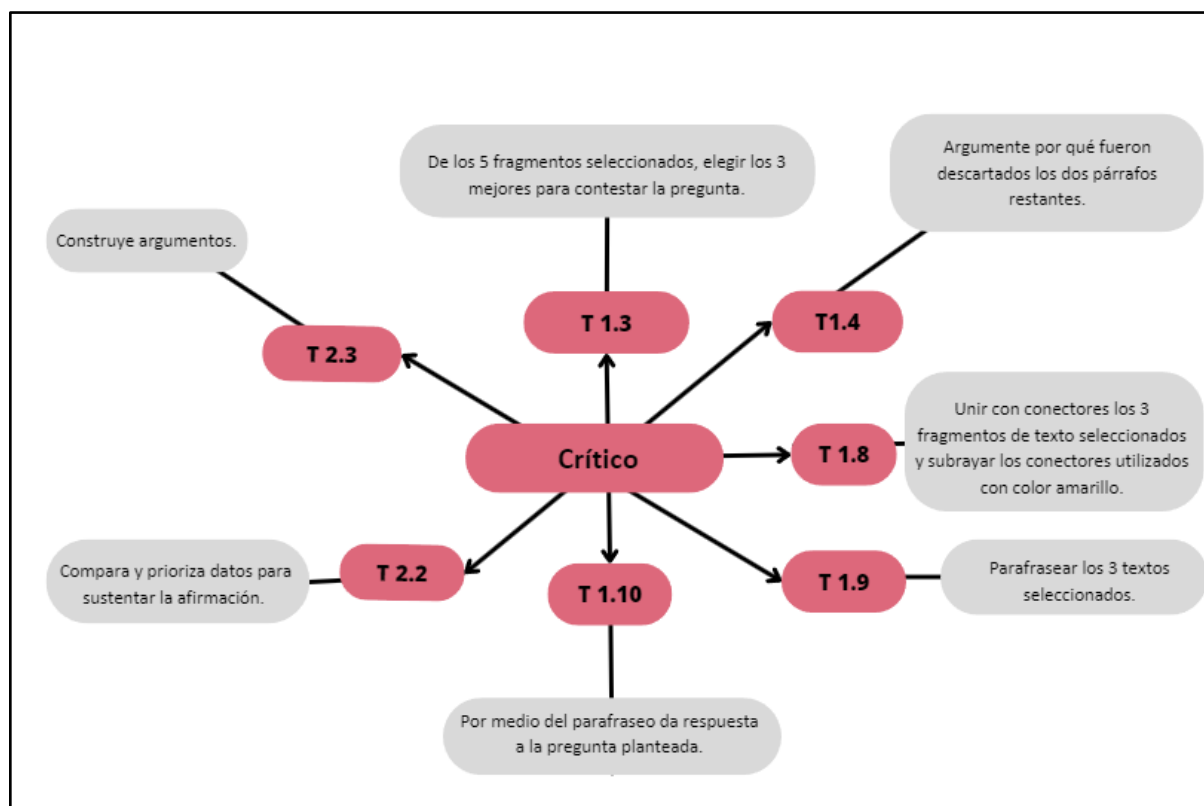 De los 5 fragmentos seleccionados, elegir los 3
mejores para contestar la pregunta.
Argumente por qué fueron
descartados los dos párrafos
restantes.
Construye argumentos.
T 1.3
T1.4
T 2.3
Crítico
T 1.8
Unir con conectores los 3
fragmentos de texto seleccionados
y subrayar los conectores utilizados
con color amarillo.
Compara y prioriza datos para
sustentar la afirmación.
T 2.2
T 1.10
T 1.9
Parafrasear los 3 textos
seleccionados.
Por medio del parafraseo da respuesta
a la pregunta planteada.